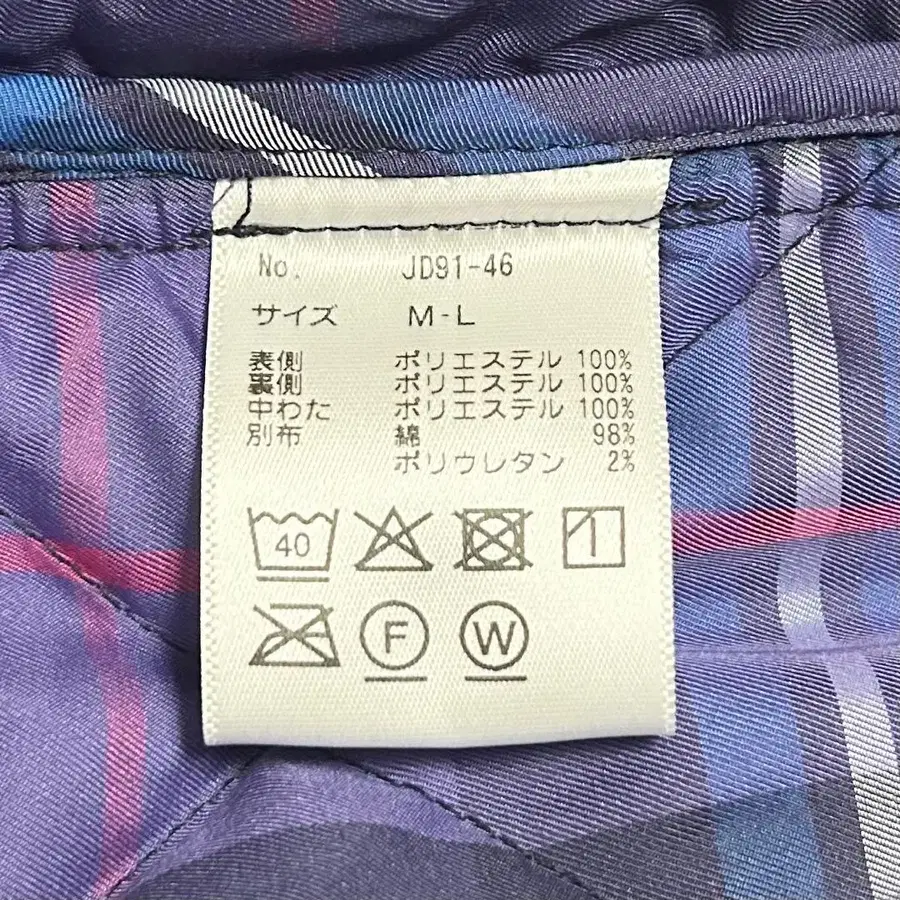 No. JD91-46
サイズ M-L
表側 ポリエステル 100%
裏側 ポリエステル 100%
中わた ポリエステル 100%
別布 綿 98%
ポリウレタン 2%
40
F W